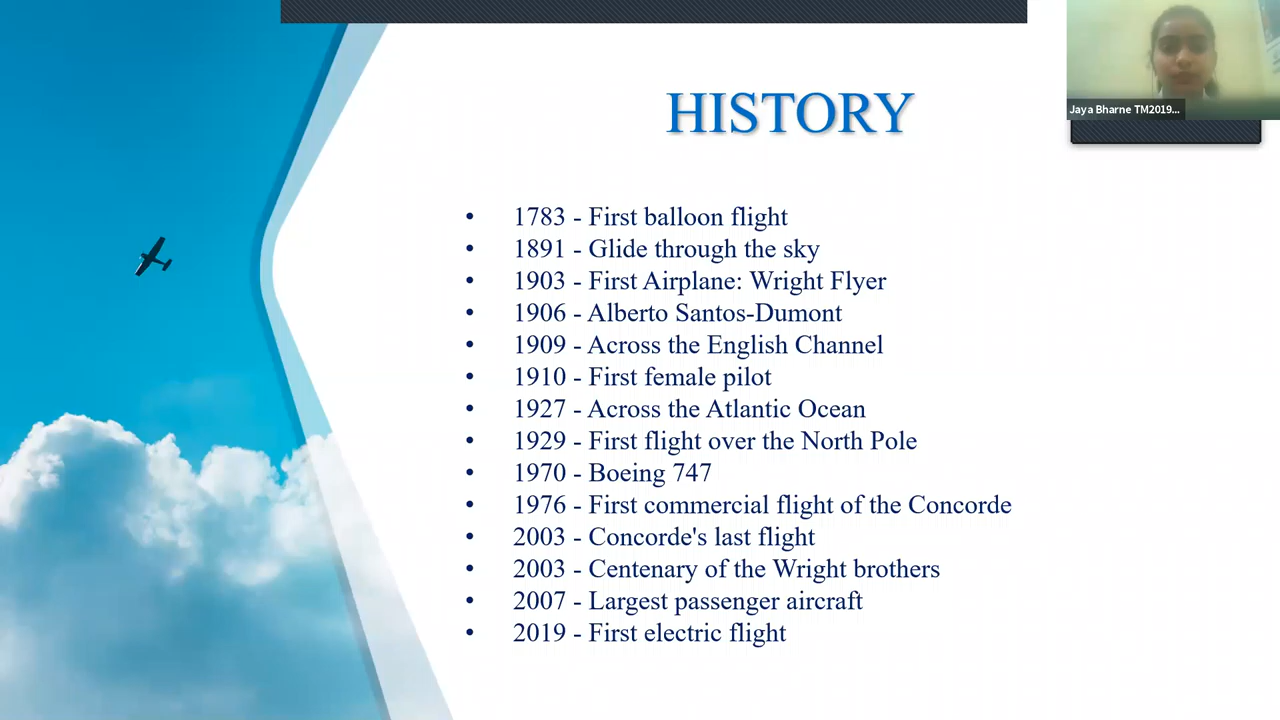 HISTORY
Jaya Bharne TM2019...
• 1783 - First balloon flight
• 1891 - Glide through the sky
• 1903 - First Airplane: Wright Flyer
• 1906 - Alberto Santos-Dumont
• 1909 - Across the English Channel
• 1910 - First female pilot
• 1927 - Across the Atlantic Ocean
• 1929 - First flight over the North Pole
• 1970 - Boeing 747
• 1976 - First commercial flight of the Concorde
• 2003 - Concorde's last flight
• 2003 - Centenary of the Wright brothers
• 2007 - Largest passenger aircraft
• 2019 - First electric flight